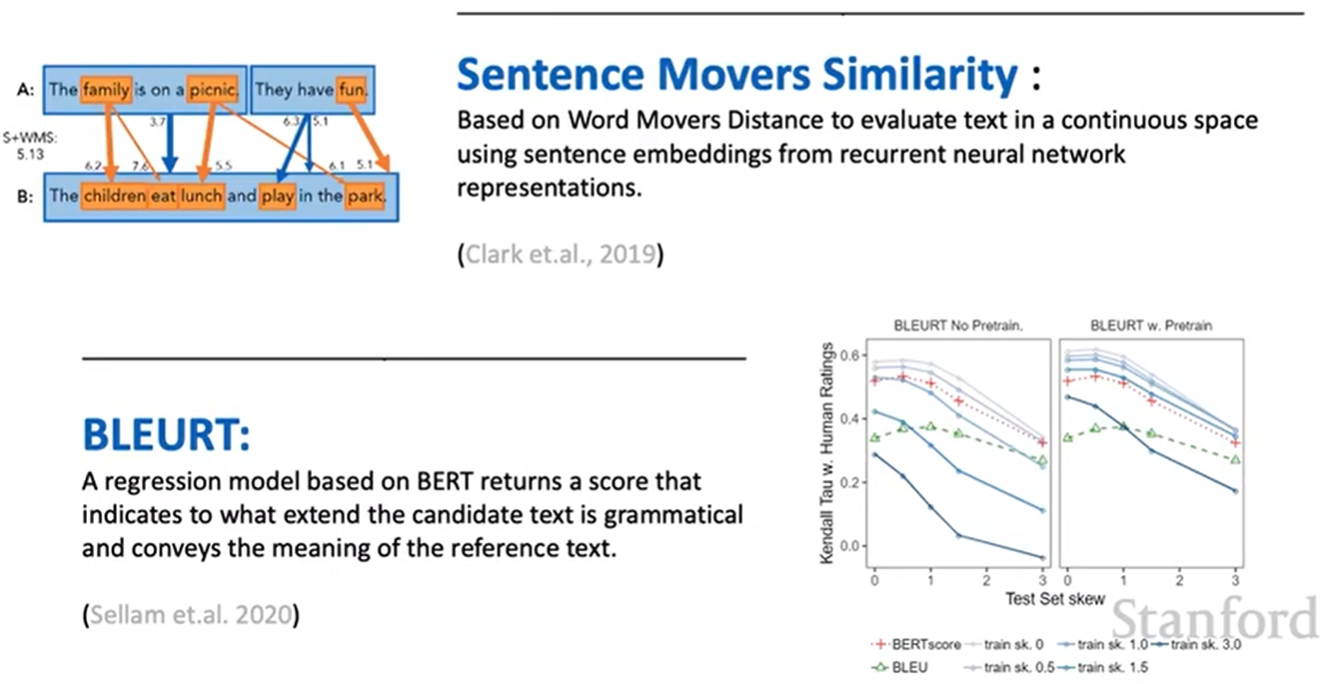 Sentence Movers Similarity :
Based on Word Movers Distance to evaluate text in a continuous space
using sentence embeddings from recurrent neural network
representations.
(Clark et.al., 2019)
A: The family is on a picnic. They have fun.
3.7 6.3 5.1
S+WMS:
5.13
6.2 7.6 5.5 6.1 5.1
B: The children eat lunch and play in the park.
BLEURT:
A regression model based on BERT returns a score that
indicates to what extend the candidate text is grammatical
and conveys the meaning of the reference text.
(Sellam et.al. 2020)
BLEURT No Pretrain. BLEURT w. Pretrain
Kendall Tau w. Human Ratings
0.6
0.4
0.2
0.0
0 1 2 3 0 1 2 3
Test Set skew
Stanford
BERTscore train sk. 0 train sk. 1.0 train sk. 3.0
BLEU train sk. 0.5 train sk. 1.5